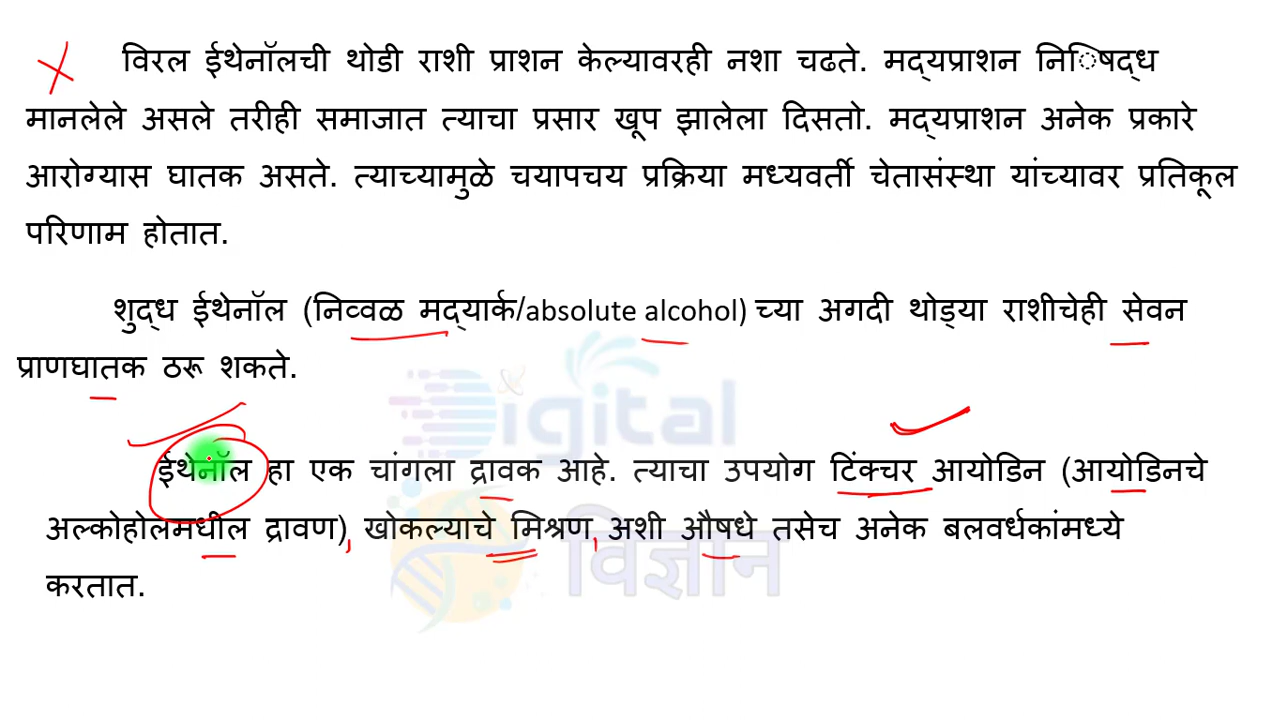 विरल ईथेनॉलची थोडी राशी प्राशन केल्यावरही नशा चढते. मद्यप्राशन निषिद्ध
मानलेले असले तरीही समाजात त्याचा प्रसार खूप झालेला दिसतो. मद्यप्राशन अनेक प्रकारे
आरोग्यास घातक असते. त्याच्यामुळे चयापचय प्रक्रिया मध्यवर्ती चेतासंस्था यांच्यावर प्रतिकूल
परिणाम होतात.
शुद्ध ईथेनॉल (निव्वळ मद्यार्क/absolute alcohol) च्या अगदी थोड्या राशीचेही सेवन
प्राणघातक ठरू शकते.
Digital
ईथेनॉल हा एक चांगला द्रावक आहे. त्याचा उपयोग टिंक्चर आयोडिन (आयोडिनचे
अल्कोहोलमधील द्रावण), खोकल्याचे मिश्रण, अशी औषधे तसेच अनेक बलवर्धकांमध्ये
विज्ञान
करतात.